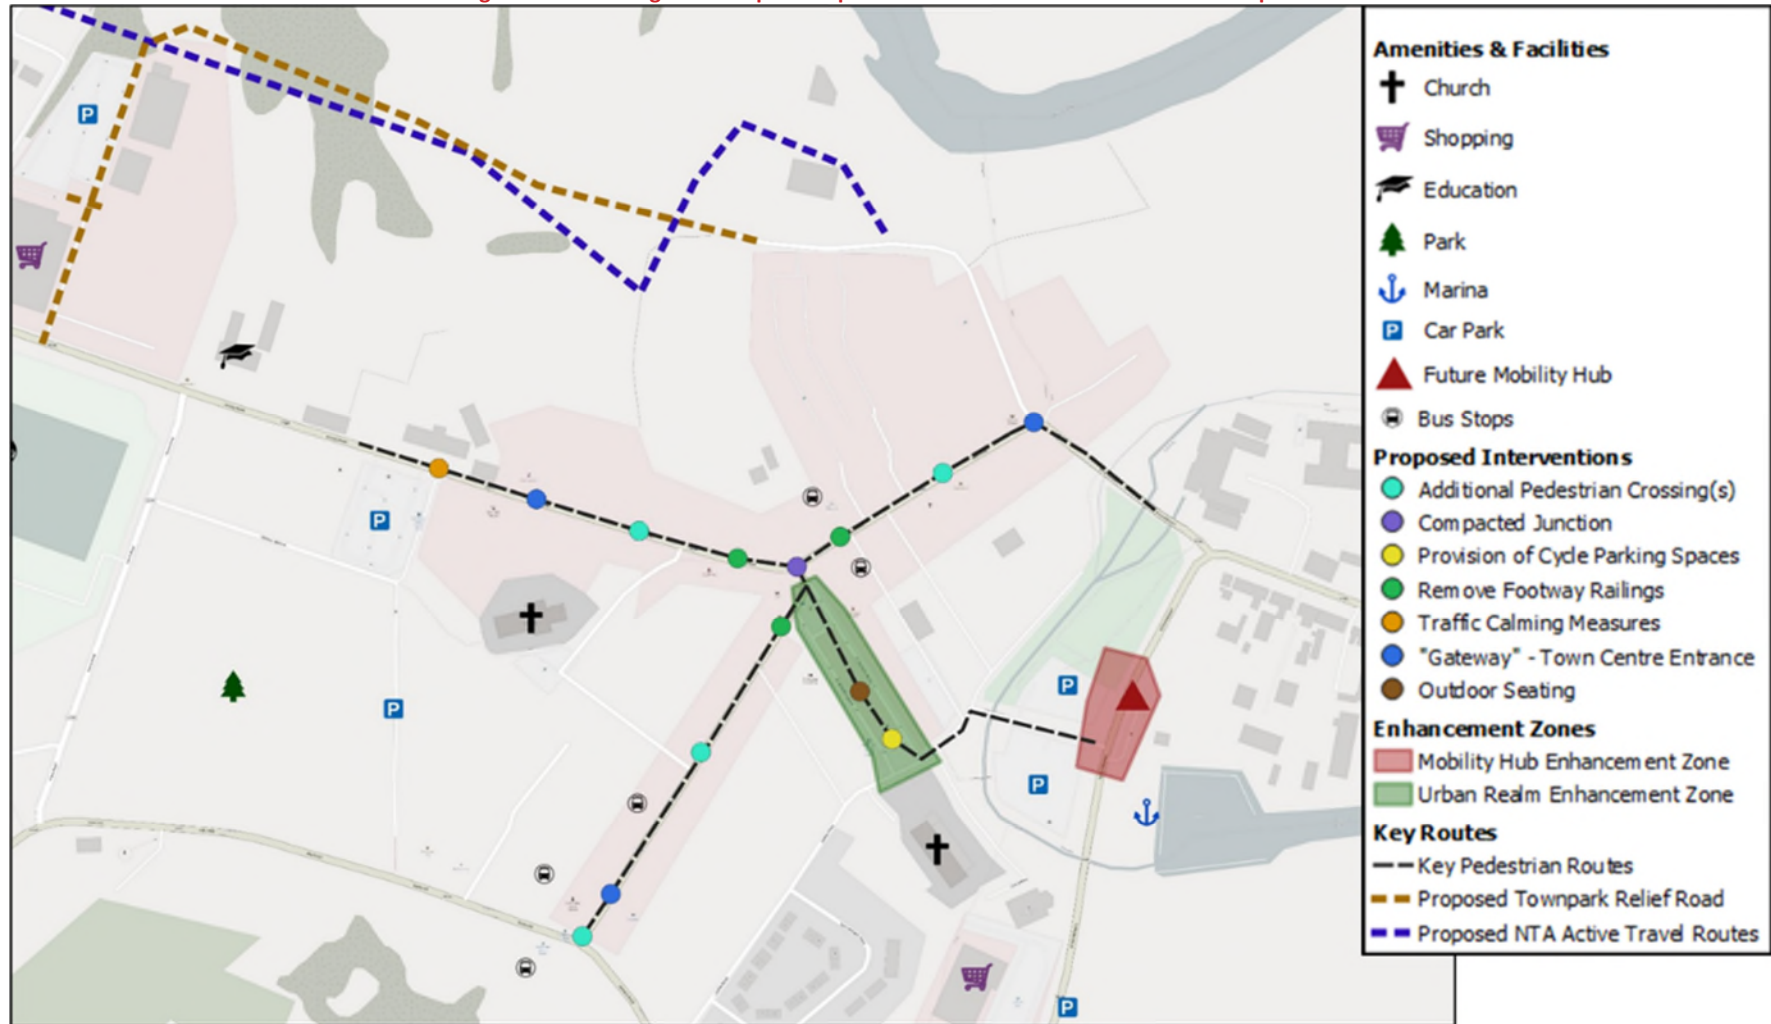 Amenities & Facilities
Church
Shopping
Education
Park
Marina
P Car Park
Future Mobility Hub
Bus Stops
Proposed Interventions
Additional Pedestrian Crossing(s)
Compacted Junction
Provision of Cycle Parking Spaces
Remove Footway Railings
Traffic Calming Measures
"Gateway" - Town Centre Entrance
Outdoor Seating
Enhancement Zones
Mobility Hub Enhancement Zone
Urban Realm Enhancement Zone
Key Routes
Key Pedestrian Routes
Proposed Townpark Relief Road
Proposed NTA Active Travel Routes
P
P
P
P
P
P